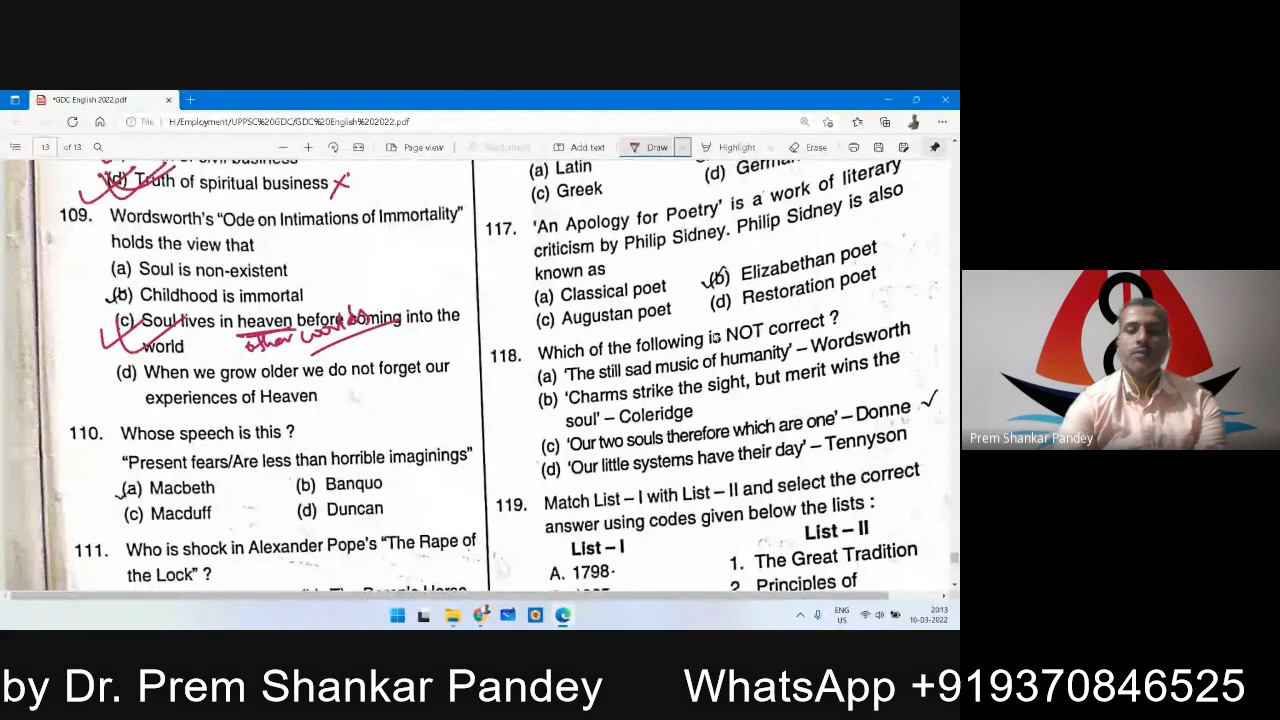 *GDC English 2022.pdf
File
H:/Employment/UPPSC%20GDC/GDC%20English%202022.pdf
13
of 13
Page view
Read aloud
Add text
Draw
Highlight
Erase
(d) Truth of spiritual business
109. Wordsworth's "Ode on Intimations of Immortality"
holds the view that
(a) Soul is non-existent
(b) Childhood is immortal
(c) Soul lives in heaven before coming into the
world
other worlds
(d) When we grow older we do not forget our
experiences of Heaven
110. Whose speech is this ?
"Present fears/Are less than horrible imaginings"
(a) Macbeth (b) Banquo
(c) Macduff (d) Duncan
111. Who is shock in Alexander Pope's "The Rape of
the Lock" ?
(a) Latin
(c) Greek
(d) German
117. 'An Apology for Poetry' is a work of literary
criticism by Philip Sidney. Philip Sidney is also
known as
(a) Classical poet (b) Elizabethan poet
(c) Augustan poet (d) Restoration poet
118. Which of the following is NOT correct ?
(a) 'The still sad music of humanity' – Wordsworth
(b) 'Charms strike the sight, but merit wins the
soul' – Coleridge
(c) 'Our two souls therefore which are one' – Donne
(d) 'Our little systems have their day' – Tennyson
119. Match List – I with List – II and select the correct
answer using codes given below the lists :
List – I List – II
A. 1798 1. The Great Tradition
2. Principles of
ENG
US
20:13
16-03-2022
Prem Shankar Pandey
by Dr. Prem Shankar Pandey WhatsApp +919370846525